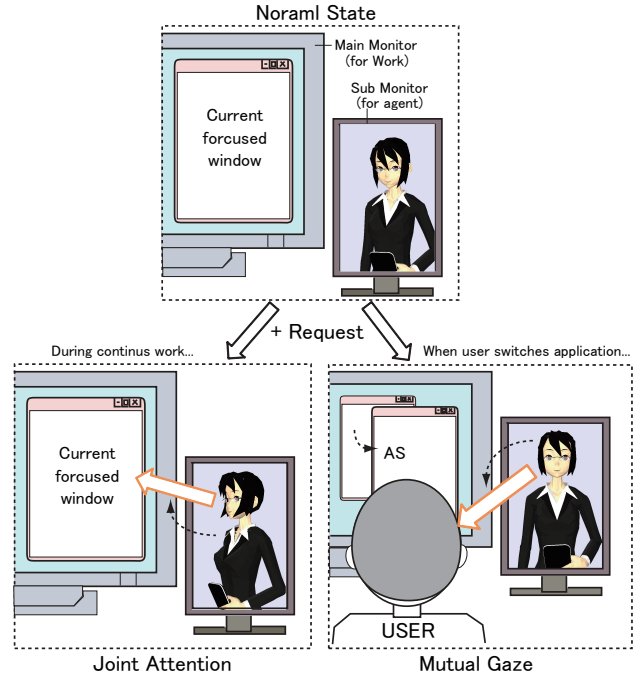 Noraml State
Main Monitor
(for Work)
Sub Monitor
(for agent)
Current
forcused
window
+ Request
During continus work...
When user switches application...
Current
forcused
window
AS
USER
Joint Attention
Mutual Gaze